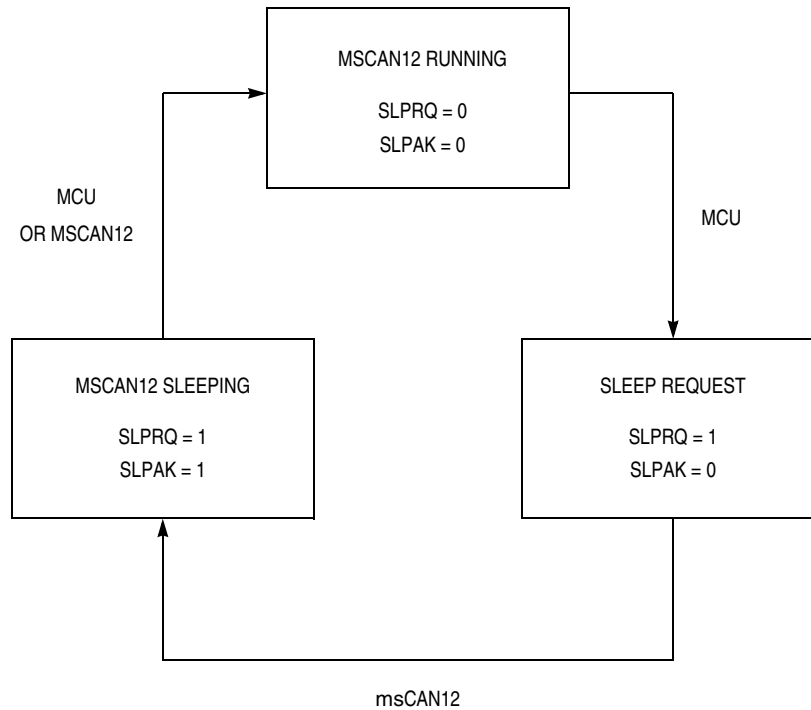 MSCAN12 RUNNING
SLPRQ = 0
SLPAK = 0
MCU
OR MSCAN12
MCU
MSCAN12 SLEEPING
SLPRQ = 1
SLPAK = 1
SLEEP REQUEST
SLPRQ = 1
SLPAK = 0
msCAN12